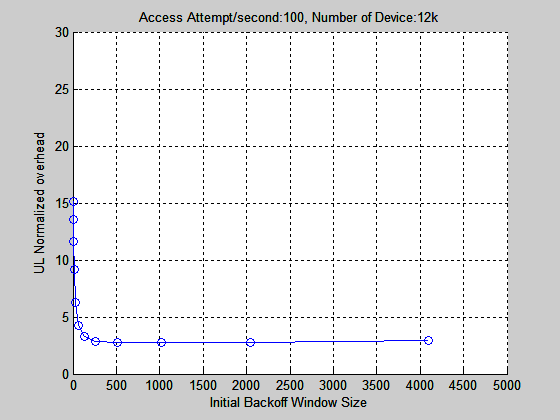 Access Attempt/second:100, Number of Device:12k
30
25
20
15
10
5
0
UL Normalized overhead
0 500 1000 1500 2000 2500 3000 3500 4000 4500 5000
Initial Backoff Window Size